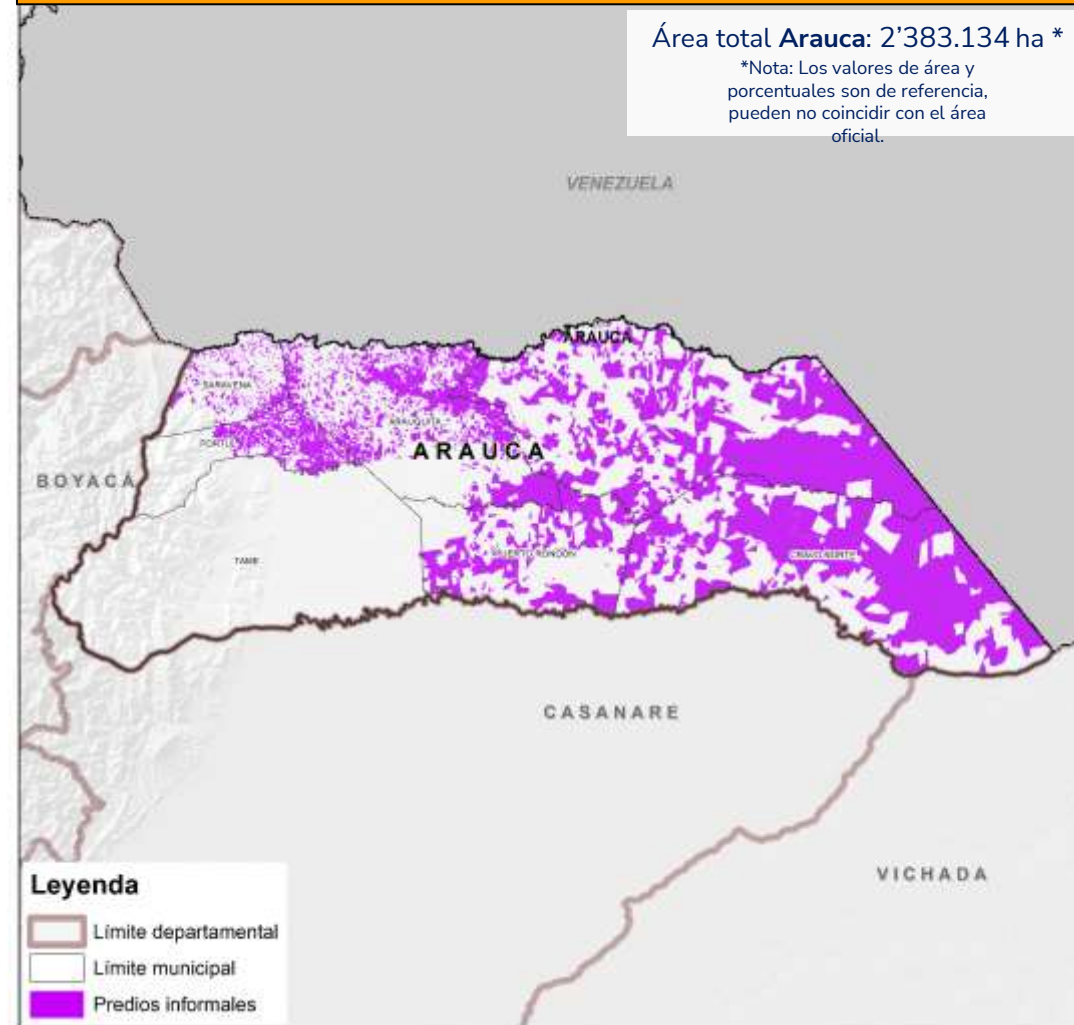 Área total Arauca: 2'383.134 ha *
*Nota: Los valores de área y
porcentuales son de referencia,
pueden no coincidir con el área
oficial.
VENEZUELA
ARAUCA
SARAVENA
ARAUQUITA
ARAUCA
BOYACÁ
PUERTO RONDÓN
CRAVO NORTE
TAME
CASANARE
VICHADA
Leyenda
Límite departamental
Límite municipal
Predios informales